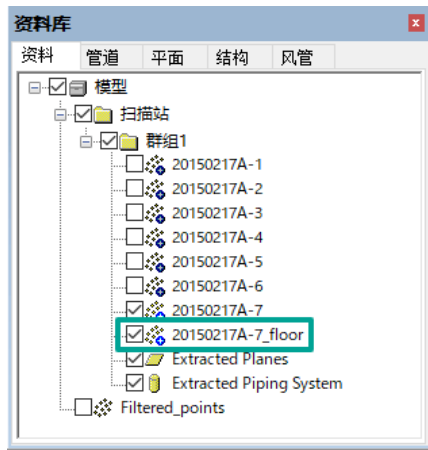 资料库
资料 管道 平面 结构 风管
模型
扫描站
群组1
20150217A-1
20150217A-2
20150217A-3
20150217A-4
20150217A-5
20150217A-6
20150217A-7
20150217A-7_floor
Extracted Planes
Extracted Piping System
Filtered_points